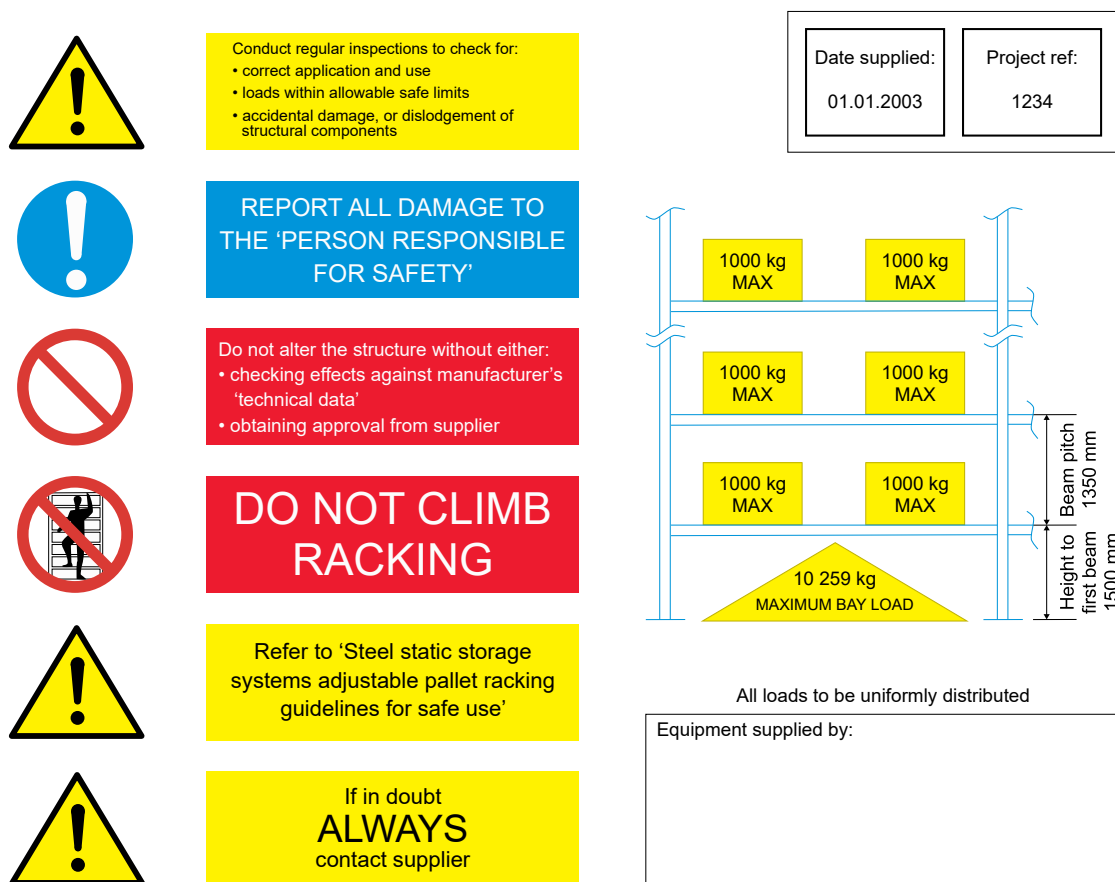 Conduct regular inspections to check for:
• correct application and use
• loads within allowable safe limits
• accidental damage, or dislodgement of
structural components
REPORT ALL DAMAGE TO
THE ‘PERSON RESPONSIBLE
FOR SAFETY’
Do not alter the structure without either:
• checking effects against manufacturer’s
‘technical data’
• obtaining approval from supplier
DO NOT CLIMB
RACKING
Refer to ‘Steel static storage
systems adjustable pallet racking
guidelines for safe use’
If in doubt
ALWAYS
contact supplier
Date supplied:
01.01.2003
Project ref:
1234
1000 kg
MAX
1000 kg
MAX
1000 kg
MAX
1000 kg
MAX
1000 kg
MAX
1000 kg
MAX
Beam pitch
1350 mm
Height to
first beam
1500 mm
10 259 kg
MAXIMUM BAY LOAD
All loads to be uniformly distributed
Equipment supplied by: